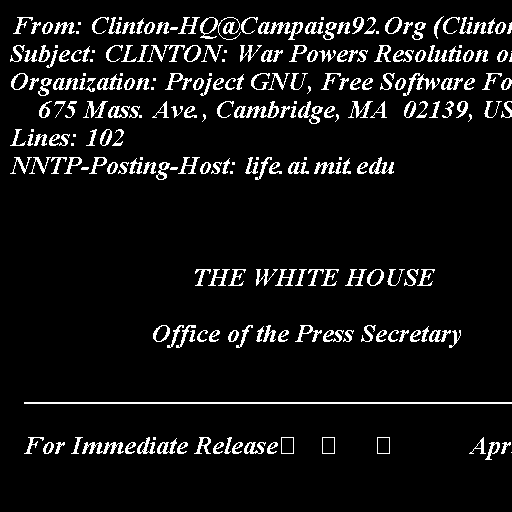 From: Clinton-HQ@Campaign92.Org (Clinton
Subject: CLINTON: War Powers Resolution
Organization: Project GNU, Free Software
675 Mass. Ave., Cambridge, MA 02139,
Lines: 102
NNTP-Posting-Host: life.ai.mit.edu
THE WHITE HOUSE
Office of the Press Secretary
For Immediate Release